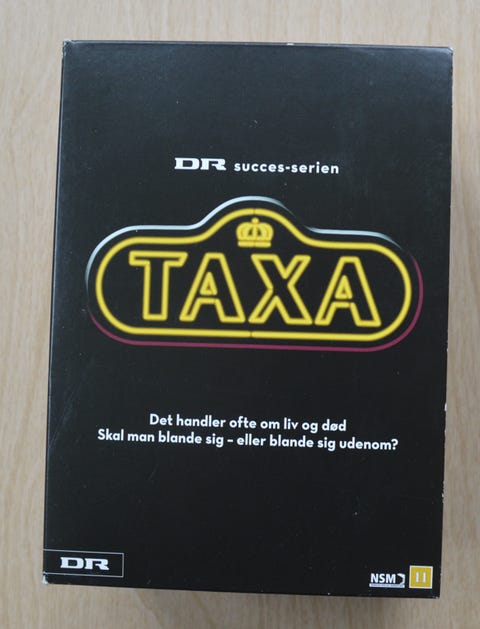 DR succes-serien
TAXA
Det handler ofte om liv og død
Skal man blande sig – eller blande sig udenom?
DR
NSM 11